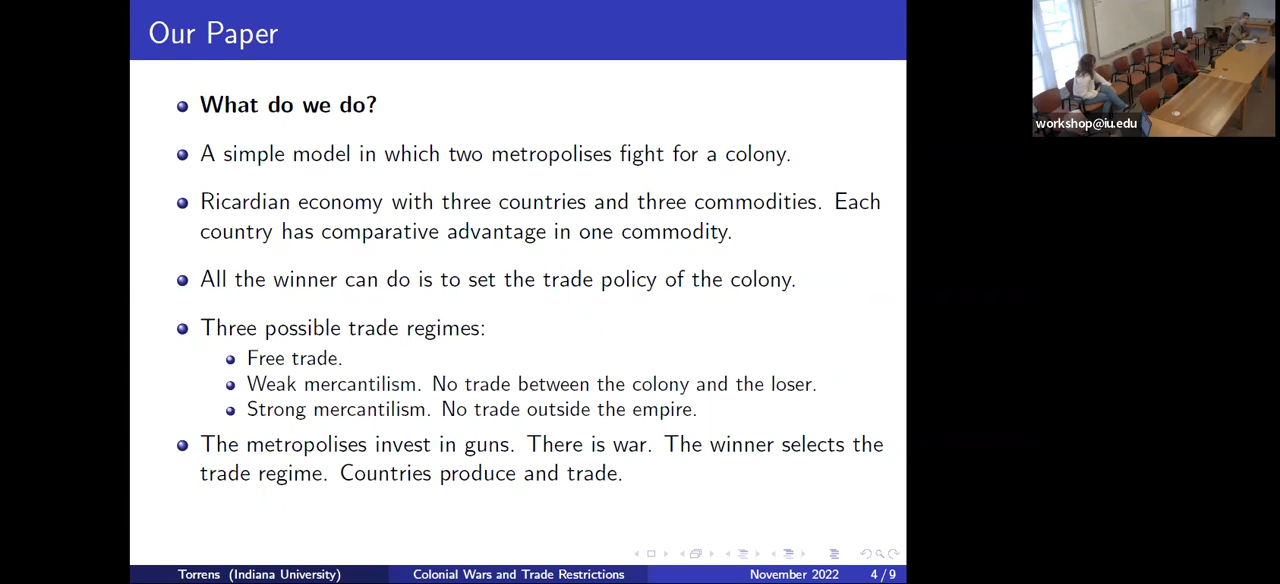 Our Paper
What do we do?
A simple model in which two metropolises fight for a colony.
Ricardian economy with three countries and three commodities. Each
country has comparative advantage in one commodity.
All the winner can do is to set the trade policy of the colony.
Three possible trade regimes:
Free trade.
Weak mercantilism. No trade between the colony and the loser.
Strong mercantilism. No trade outside the empire.
The metropolises invest in guns. There is war. The winner selects the
trade regime. Countries produce and trade.
Torrens (Indiana University) Colonial Wars and Trade Restrictions November 2022 4 / 9
workshop@iu.edu